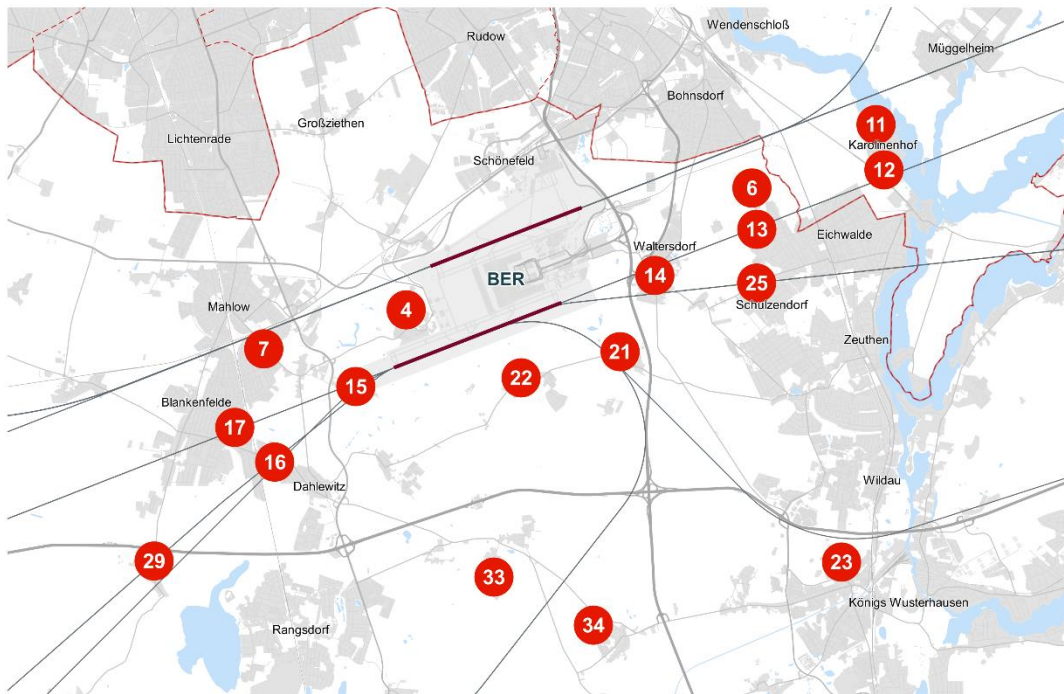 Wendenschloß
Rudow
Müggelheim
Bohnsdorf
Großziethen
11
Lichtenrade
Karolinenhof
Schönefeld
12
6
13
Eichwalde
Waltersdorf
14
BER
25
Schulzendorf
Mahlow
4
Zeuthen
7
21
22
15
Blankenfelde
17
16
Wildau
Dahlewitz
29
23
33
Königs Wusterhausen
34
Rangsdorf